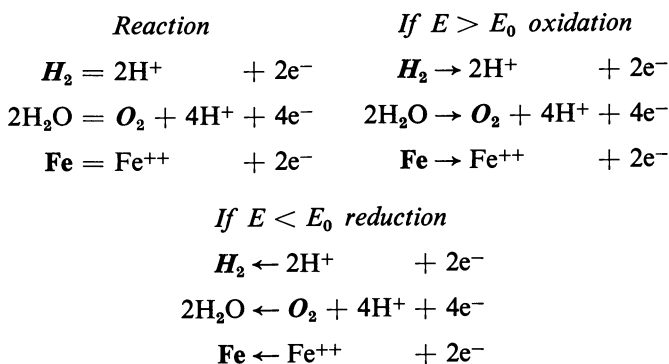 Reaction
H₂ = 2H⁺ + 2e⁻
2H₂O = O₂ + 4H⁺ + 4e⁻
Fe = Fe⁺⁺ + 2e⁻
If E > E₀ oxidation
H₂ → 2H⁺ + 2e⁻
2H₂O → O₂ + 4H⁺ + 4e⁻
Fe → Fe⁺⁺ + 2e⁻
If E < E₀ reduction
H₂ ← 2H⁺ + 2e⁻
2H₂O ← O₂ + 4H⁺ + 4e⁻
Fe ← Fe⁺⁺ + 2e⁻